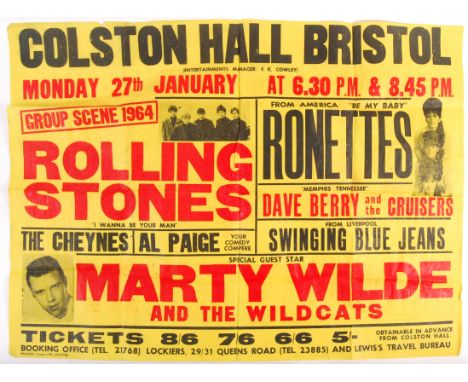 COLSTON HALL BRISTOL
(ENTERTAINMENTS MANAGER F. K. COWLEY)
MONDAY 27TH JANUARY AT 6.30 P.M. & 8.45 P.M.
GROUP SCENE 1964
ROLLING
STONES
"I WANNA BE YOUR MAN"
FROM AMERICA "BE MY BABY"
RONETTES
"MEMPHIS TENNESSEE"
DAVE BERRY and the CRUISERS
THE CHEYNES AL PAIGE YOUR COMEDY COMPERE
FROM LIVERPOOL
SWINGING BLUE JEANS
SPECIAL GUEST STAR
MARTY WILDE
AND THE WILDCATS
TICKETS 8'6 7'6 6'6 5'- OBTAINABLE IN ADVANCE FROM COLSTON HALL
BOOKING OFFICE (TEL. 21768) LOCKIERS, 29/31 QUEENS ROAD (TEL. 23885) AND LEWIS'S TRAVEL BUREAU